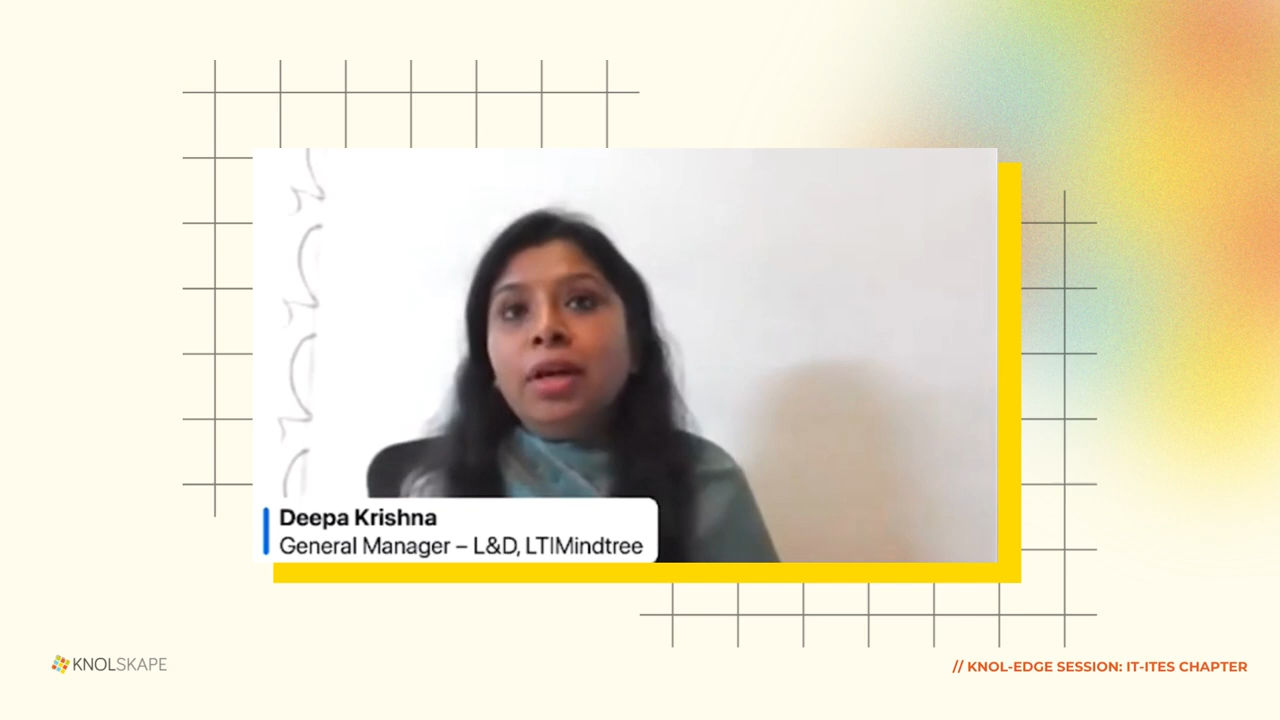 Deepa Krishna
General Manager – L&D, LTIMindtree
KNOLSKAPE
// KNOL-EDGE SESSION: IT-ITES CHAPTER